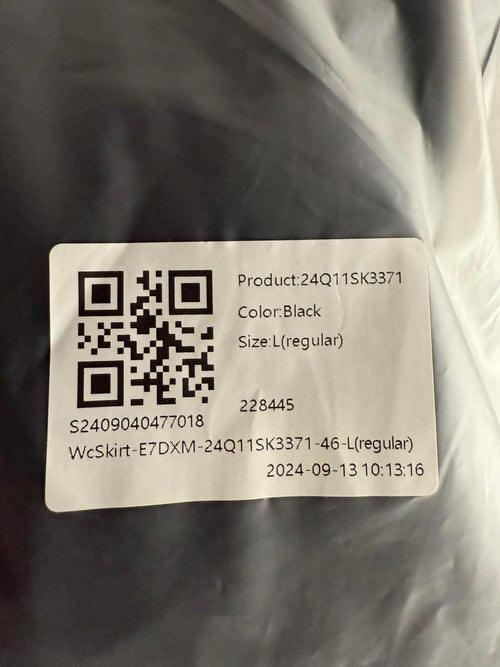 Product:24Q11SK3371
Color:Black
Size:L(regular)
228445
S2409040477018
WcSkirt-E7DXM-24Q11SK3371-46-L(regular)
2024-09-13 10:13:16